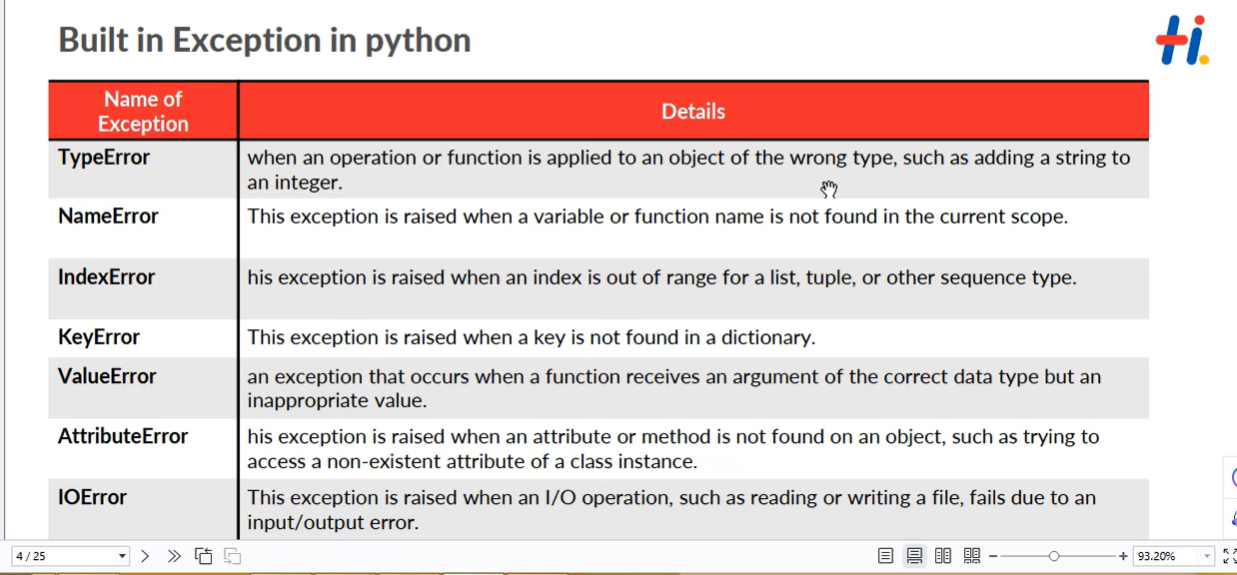 Built in Exception in python
Hi
Name of
Exception
Details
TypeError
when an operation or function is applied to an object of the wrong type, such as adding a string to
an integer.
NameError
This exception is raised when a variable or function name is not found in the current scope.
IndexError
his exception is raised when an index is out of range for a list, tuple, or other sequence type.
KeyError
This exception is raised when a key is not found in a dictionary.
ValueError
an exception that occurs when a function receives an argument of the correct data type but an
inappropriate value.
AttributeError
his exception is raised when an attribute or method is not found on an object, such as trying to
access a non-existent attribute of a class instance.
IOError
This exception is raised when an I/O operation, such as reading or writing a file, fails due to an
input/output error.
4 / 25
93.20%